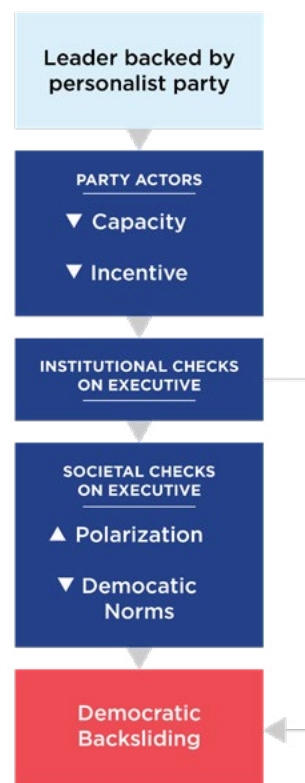 Leader backed by
personalist party
PARTY ACTORS
▼ Capacity
▼ Incentive
INSTITUTIONAL CHECKS
ON EXECUTIVE
SOCIETAL CHECKS
ON EXECUTIVE
▲ Polarization
▼ Democatic
Norms
Democratic
Backsliding